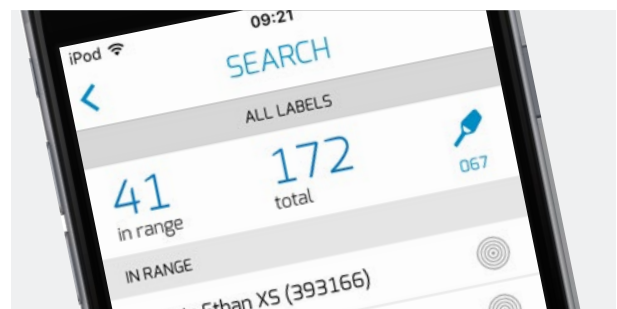 iPod 09:21
SEARCH
ALL LABELS
41 172
in range total 067
IN RANGE
Ethan XS (393166)